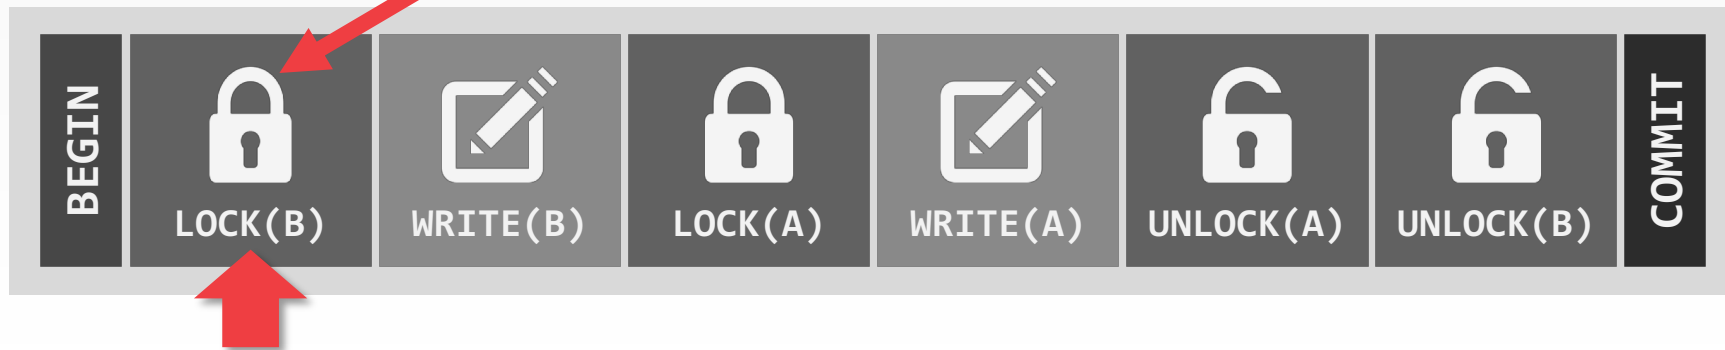 BEGIN
LOCK(B)
WRITE(B)
LOCK(A)
WRITE(A)
UNLOCK(A)
UNLOCK(B)
COMMIT